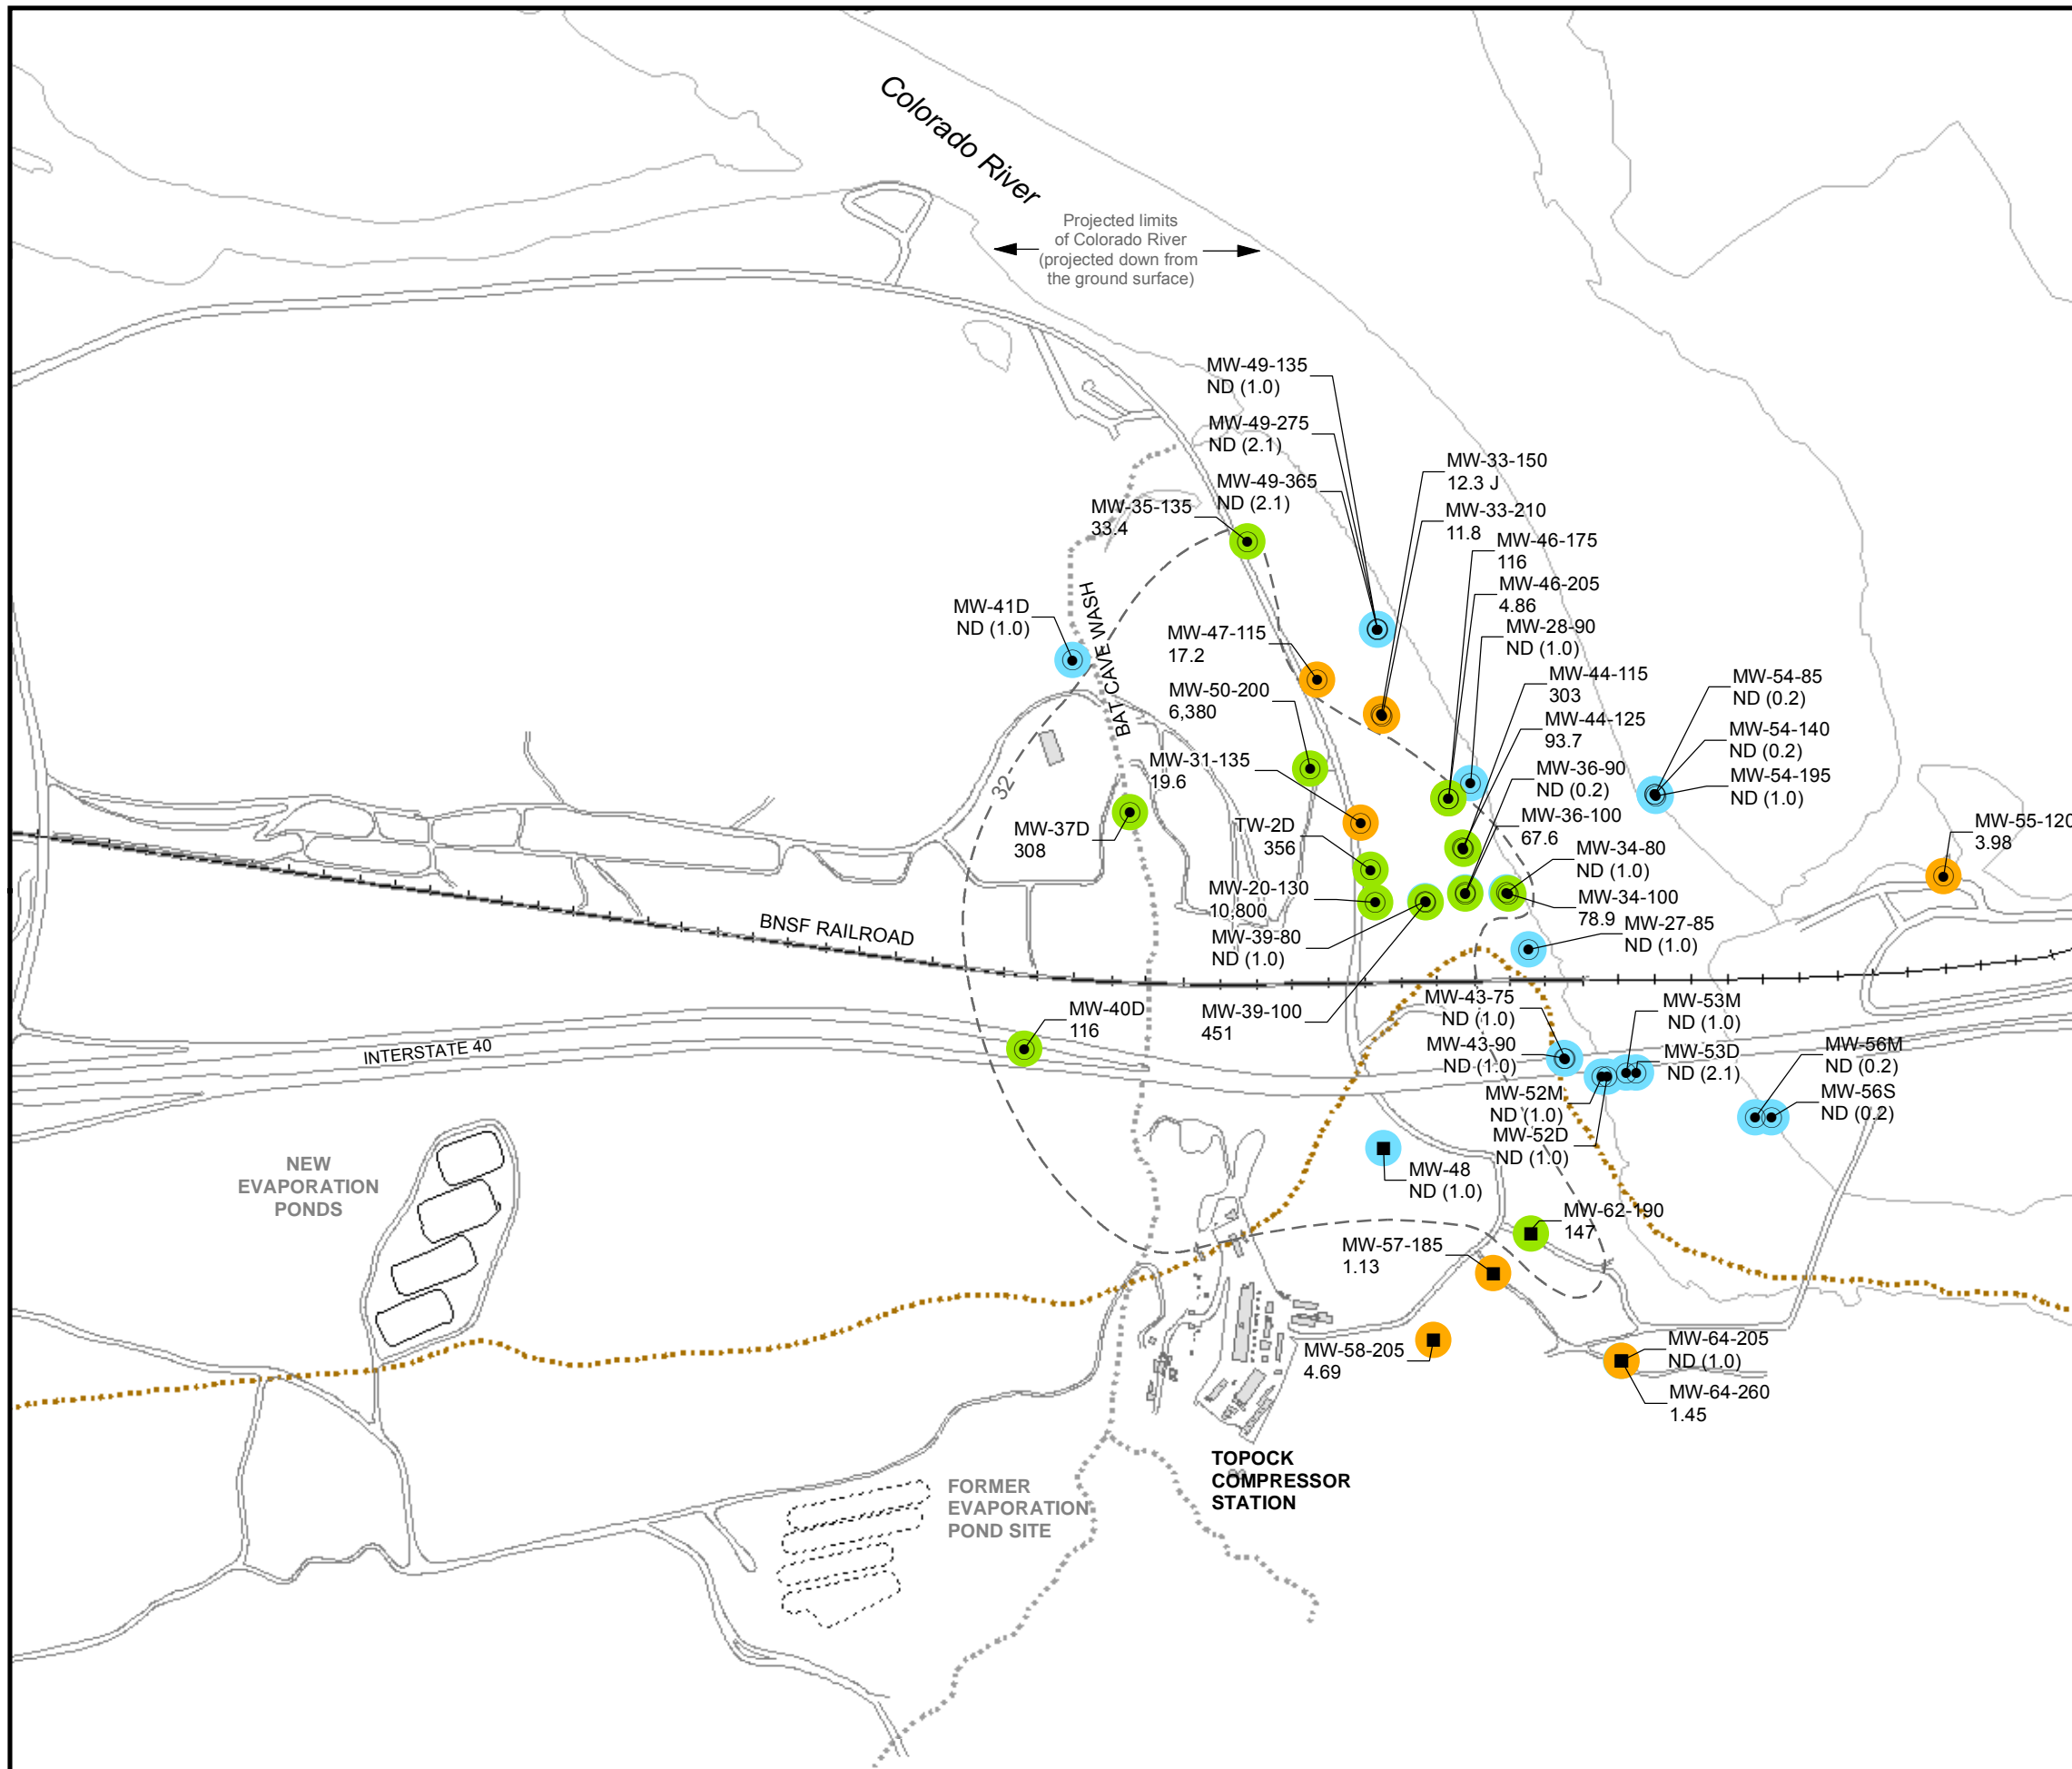 Colorado River
Projected limits
of Colorado River
(projected down from
the ground surface)
MW-49-135
ND (1.0)
MW-49-275
ND (2.1)
MW-49-365
ND (2.1)
MW-33-150
12.3 J
MW-35-135
33.4
MW-33-210
11.8
MW-46-175
116
MW-46-205
4.86
MW-41D
ND (1.0)
BAT CAVE WASH
MW-28-90
ND (1.0)
MW-47-115
17.2
MW-44-115
303
MW-54-85
ND (0.2)
MW-50-200
6,380
MW-44-125
93.7
MW-54-140
ND (0.2)
MW-31-135
19.6
MW-36-90
ND (0.2)
MW-54-195
ND (1.0)
32
MW-36-100
67.6
MW-37D
308
TW-2D
356
MW-55-120
3.98
MW-34-80
ND (1.0)
MW-20-130
10,800
MW-34-100
78.9
BNSF RAILROAD
MW-39-80
ND (1.0)
MW-27-85
ND (1.0)
MW-40D
116
MW-39-100
451
MW-43-75
ND (1.0)
MW-53M
ND (1.0)
INTERSTATE 40
MW-43-90
ND (1.0)
MW-53D
ND (2.1)
MW-56M
ND (0.2)
MW-52M
ND (1.0)
MW-56S
ND (0.2)
MW-52D
ND (1.0)
NEW
EVAPORATION
PONDS
MW-48
ND (1.0)
MW-62-190
147
MW-57-185
1.13
MW-58-205
4.69
MW-64-205
ND (1.0)
MW-64-260
1.45
TOPOCK
COMPRESSOR
STATION
FORMER
EVAPORATION
POND SITE